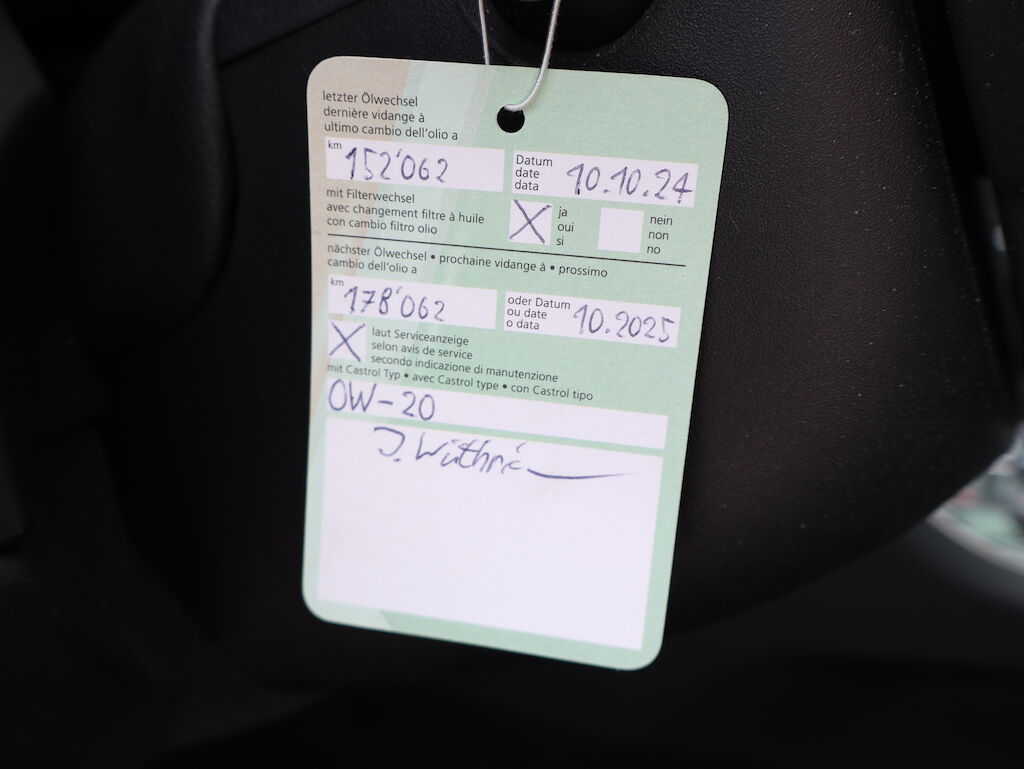 letzter Ölwechsel
dernière vidange à
ultimo cambio dell'olio a
km 152'062
Datum
date
data
10.10.24
mit Filterwechsel
avec changement filtre à huile
con cambio filtro olio
X
ja
oui
si
nein
non
no
nächster Ölwechsel • prochaine vidange à • prossimo
cambio dell'olio a
km 178'062
oder Datum
ou date
o data
10.2025
X
laut Serviceanzeige
selon avis de service
secondo indicazione di manutenzione
mit Castrol Typ • avec Castrol type • con Castrol tipo
0W-20